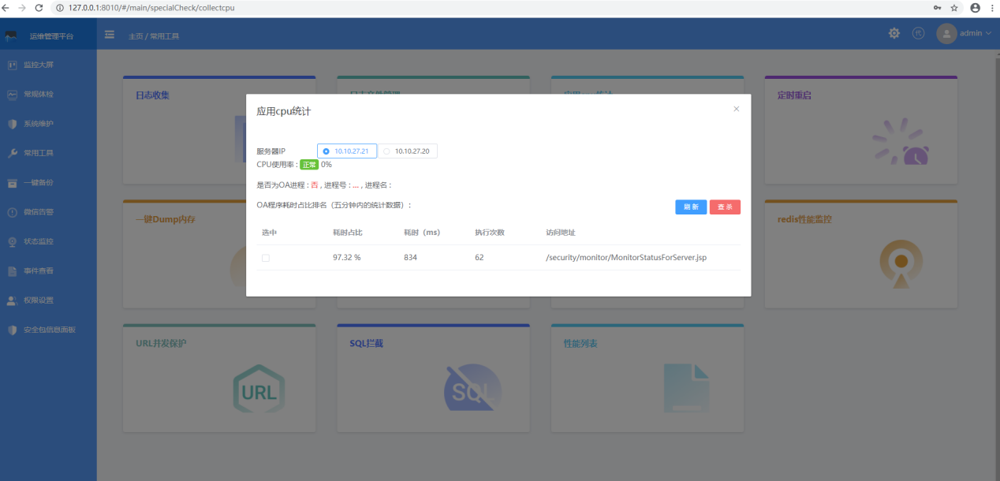 127.0.0.1:8010/#/main/specialCheck/collectcpu
运维管理平台
主页 / 常用工具
代
admin
监控大屏
常规体检
系统维护
常用工具
一键备份
微信告警
状态监控
事件查看
权限设置
安全包信息面板
日志收集
定时重启
应用cpu统计
服务器IP
10.10.27.21
10.10.27.20
CPU使用率 : 正常 0%
是否为OA进程 : 否 , 进程号 : ... , 进程名 :
OA程序耗时占比排名（五分钟内的统计数据）：
刷 新
查 杀
选中 耗时占比 耗时（ms） 执行次数 访问地址
97.32 % 834 62 /security/monitor/MonitorStatusForServer.jsp
一键Dump内存
redis性能监控
URL并发保护
URL
SQL拦截
SQL
性能列表